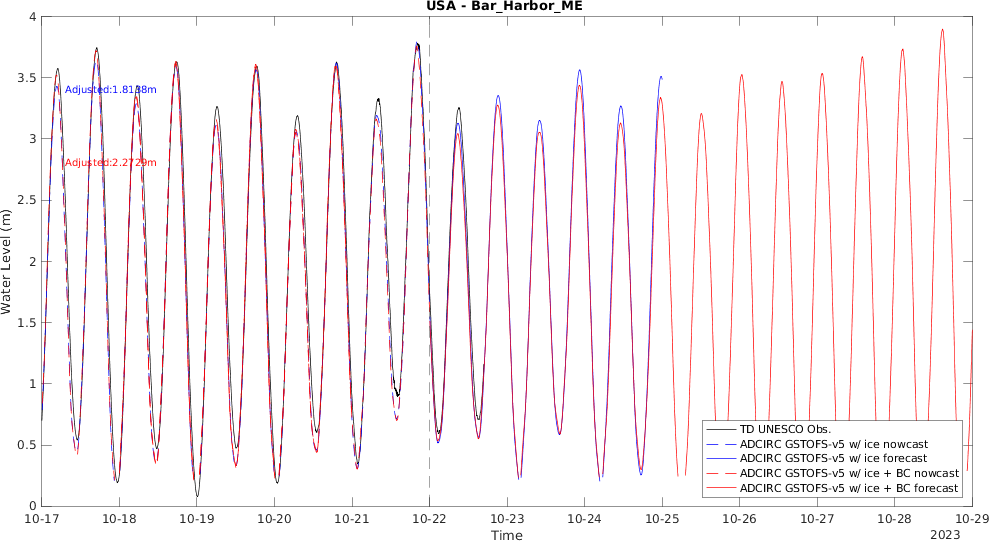 USA - Bar_Harbor_ME
4
3.5
3
2.5
2
1.5
1
0.5
0
Water Level (m)
Adjusted:1.8138m
Adjusted:2.2729m
TD UNESCO Obs.
ADCIRC GSTOFS-v5 w/ ice nowcast
ADCIRC GSTOFS-v5 w/ ice forecast
ADCIRC GSTOFS-v5 w/ ice + BC nowcast
ADCIRC GSTOFS-v5 w/ ice + BC forecast
10-17 10-18 10-19 10-20 10-21 10-22 10-23 10-24 10-25 10-26 10-27 10-28 10-29
Time
2023